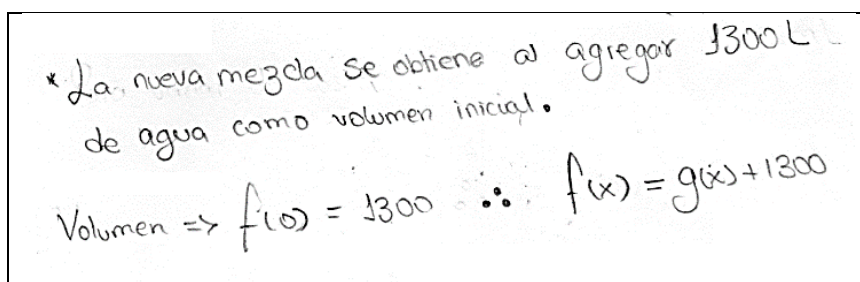 * La nueva mezcla se obtiene al agregar 1300 L
de agua como volumen inicial.
Volumen => f(0) = 1300 ∴ f(x) = g(x) + 1300